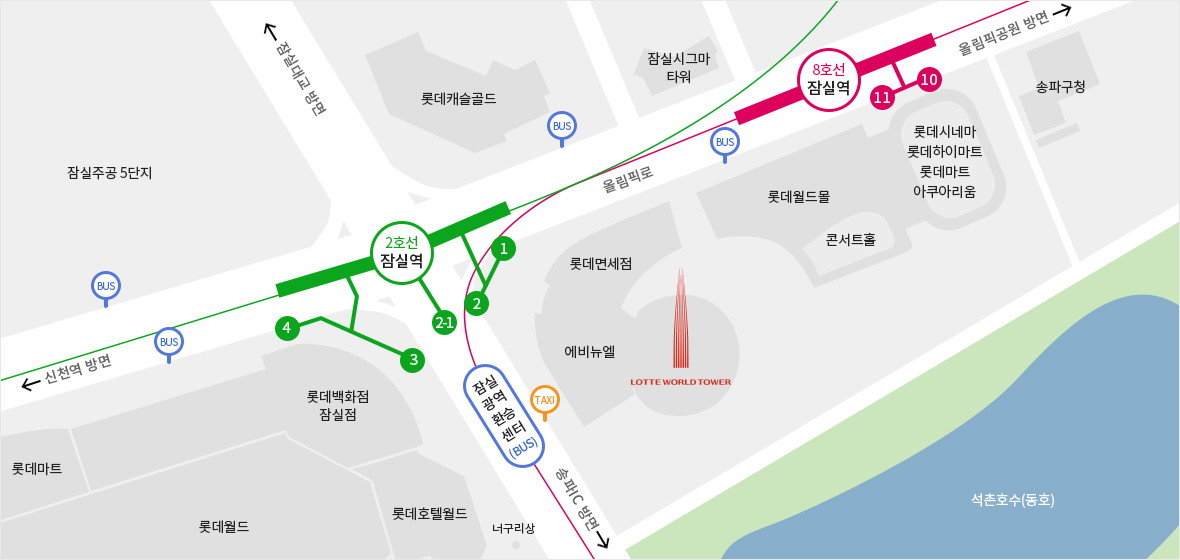 잠실대교 방면
롯데캐슬골드
잠실시그마
타워
올림픽공원 방면
8호선
잠실역
11
10
송파구청
BUS
BUS
롯데시네마
롯데하이마트
롯데마트
아쿠아리움
잠실주공 5단지
올림픽로
롯데월드몰
콘서트홀
2호선
잠실역
1
2
2-1
롯데면세점
BUS
4
3
BUS
신천역 방면
에비뉴엘
LOTTE WORLD TOWER
잠실
광역
환승
센터
(BUS)
TAXI
롯데백화점
잠실점
롯데마트
롯데월드
롯데호텔월드
너구리상
송파IC 방면
석촌호수(동호)